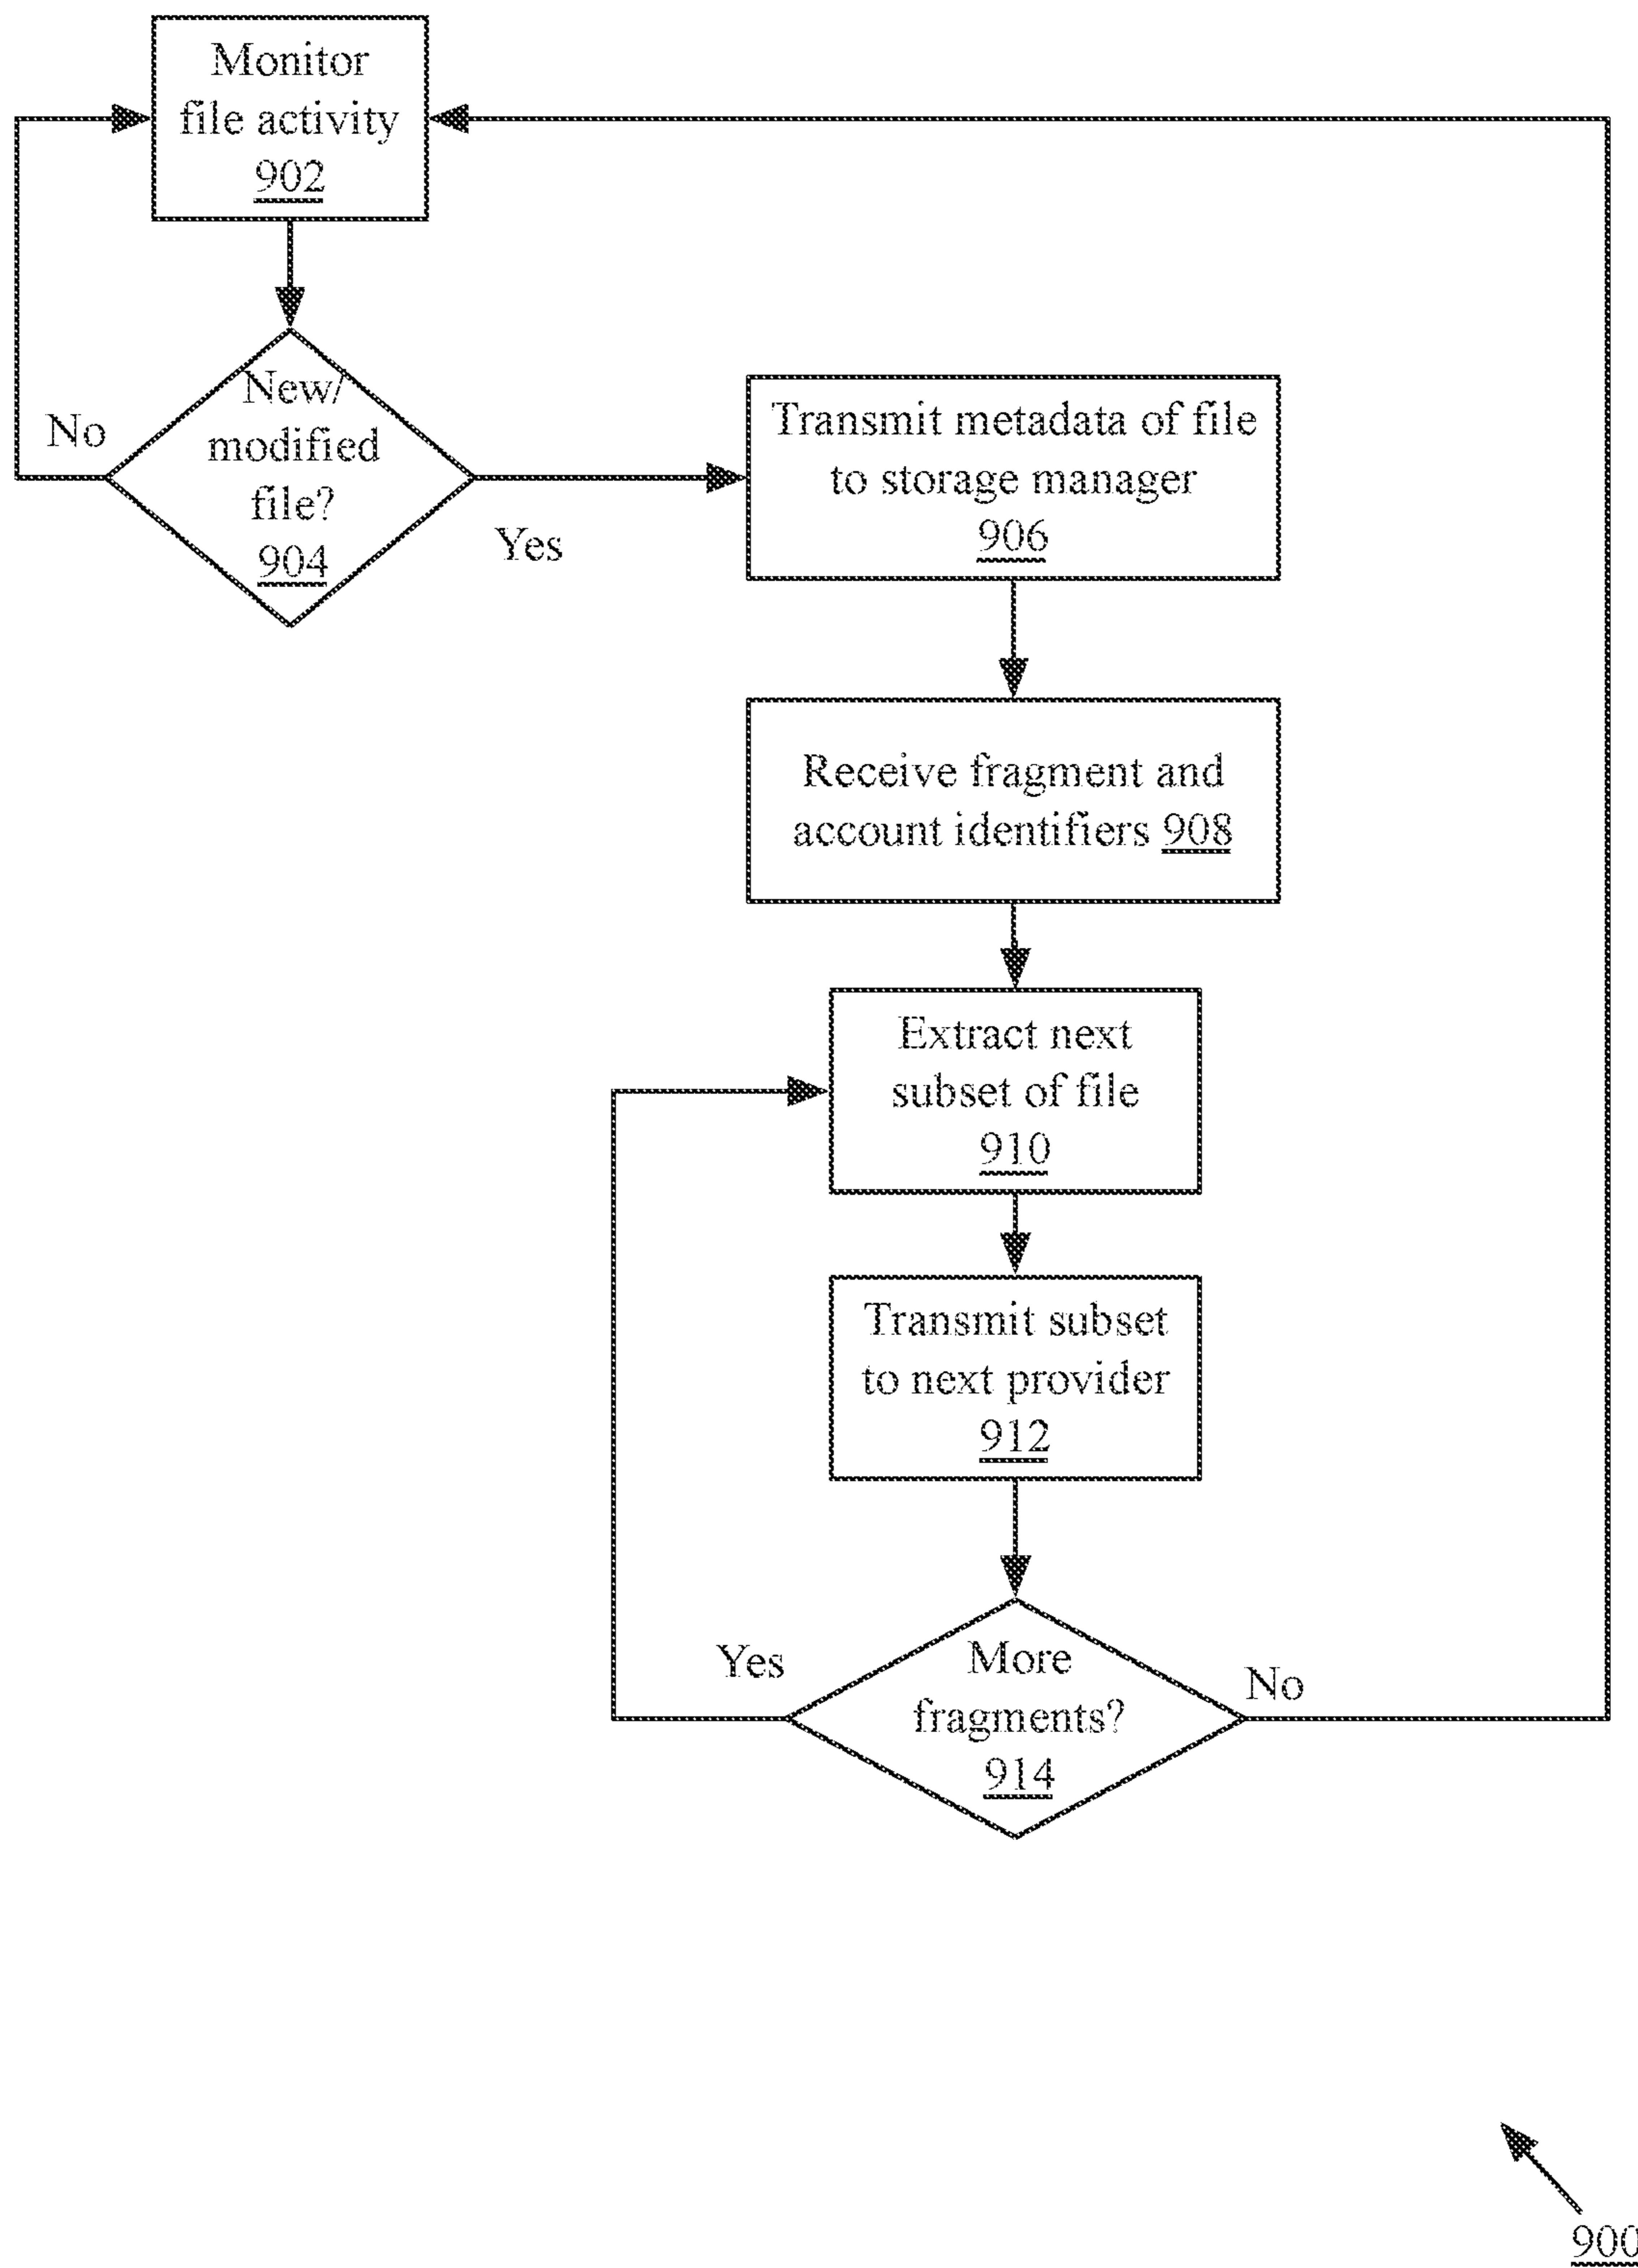 Monitor
file activity
902
New/
modified
file?
904
No
Yes
Transmit metadata of file
to storage manager
906
Receive fragment and
account identifiers 908
Extract next
subset of file
910
Transmit subset
to next provider
912
More
fragments?
914
Yes
No
900